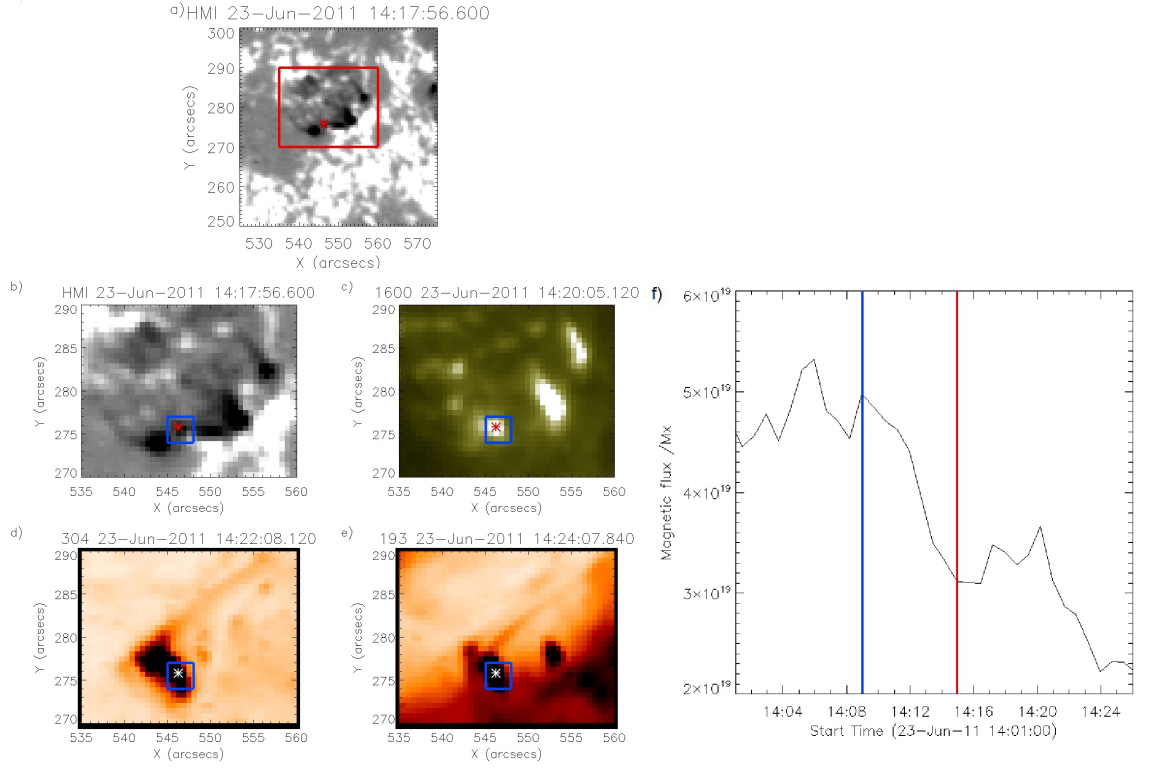 a) HMI 23-Jun-2011 14:17:56.600
300
290
280
270
260
250
Y (arcsecs)
530 540 550 560 570
X (arcsecs)
b) HMI 23-Jun-2011 14:17:56.600
290
285
280
275
270
Y (arcsecs)
535 540 545 550 555 560
X (arcsecs)
c) 1600 23-Jun-2011 14:20:05.120
290
285
280
275
270
Y (arcsecs)
535 540 545 550 555 560
X (arcsecs)
d) 304 23-Jun-2011 14:22:08.120
290
285
280
275
270
Y (arcsecs)
535 540 545 550 555 560
X (arcsecs)
e) 193 23-Jun-2011 14:24:07.840
290
285
280
275
270
Y (arcsecs)
535 540 545 550 555 560
X (arcsecs)
f)
6×10¹⁹
5×10¹⁹
4×10¹⁹
3×10¹⁹
2×10¹⁹
Magnetic flux /Mx
14:04 14:08 14:12 14:16 14:20 14:24
Start Time (23-Jun-11 14:01:00)